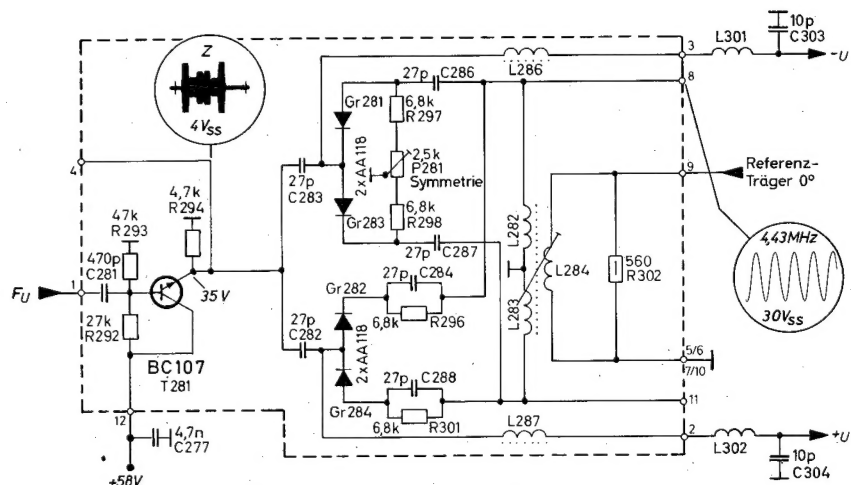 Z
4V_SS
4
4,7k
R294
47k
R293
470p
C281
F_U
1
27k
R292
35V
BC107
T281
12
4,7n
C277
+58V
27p
C283
27p
C282
Gr281
2xAA118
Gr283
Gr282
2xAA118
Gr284
27p
C286
6,8k
R297
2,5k
P281
Symmetrie
6,8k
R298
27p
C287
27p
C284
6,8k
R296
27p
C288
6,8k
R301
L286
L282
L283
L284
L287
560
R302
3
8
9
5/6
7/10
11
2
L301
10p
C303
-U
Referenz-
Träger 0°
4,43MHz
30V_SS
L302
+U
10p
C304